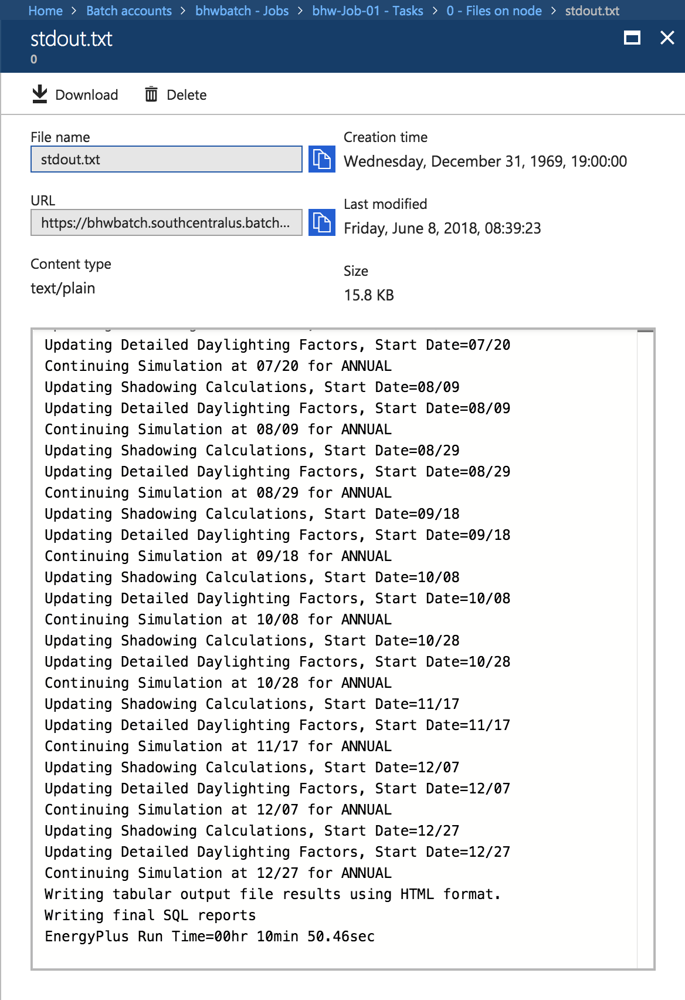 Home > Batch accounts > bhwbatch - Jobs > bhw-Job-01 - Tasks > 0 - Files on node > stdout.txt
stdout.txt
0
Download Delete
File name
stdout.txt
Creation time
Wednesday, December 31, 1969, 19:00:00
URL
https://bhwbatch.southcentralus.batch...
Last modified
Friday, June 8, 2018, 08:39:23
Content type
text/plain
Size
15.8 KB
Updating Detailed Daylighting Factors, Start Date=07/20
Continuing Simulation at 07/20 for ANNUAL
Updating Shadowing Calculations, Start Date=08/09
Updating Detailed Daylighting Factors, Start Date=08/09
Continuing Simulation at 08/09 for ANNUAL
Updating Shadowing Calculations, Start Date=08/29
Updating Detailed Daylighting Factors, Start Date=08/29
Continuing Simulation at 08/29 for ANNUAL
Updating Shadowing Calculations, Start Date=09/18
Updating Detailed Daylighting Factors, Start Date=09/18
Continuing Simulation at 09/18 for ANNUAL
Updating Shadowing Calculations, Start Date=10/08
Updating Detailed Daylighting Factors, Start Date=10/08
Continuing Simulation at 10/08 for ANNUAL
Updating Shadowing Calculations, Start Date=10/28
Updating Detailed Daylighting Factors, Start Date=10/28
Continuing Simulation at 10/28 for ANNUAL
Updating Shadowing Calculations, Start Date=11/17
Updating Detailed Daylighting Factors, Start Date=11/17
Continuing Simulation at 11/17 for ANNUAL
Updating Shadowing Calculations, Start Date=12/07
Updating Detailed Daylighting Factors, Start Date=12/07
Continuing Simulation at 12/07 for ANNUAL
Updating Shadowing Calculations, Start Date=12/27
Updating Detailed Daylighting Factors, Start Date=12/27
Continuing Simulation at 12/27 for ANNUAL
Writing tabular output file results using HTML format.
Writing final SQL reports
EnergyPlus Run Time=00hr 10min 50.46sec